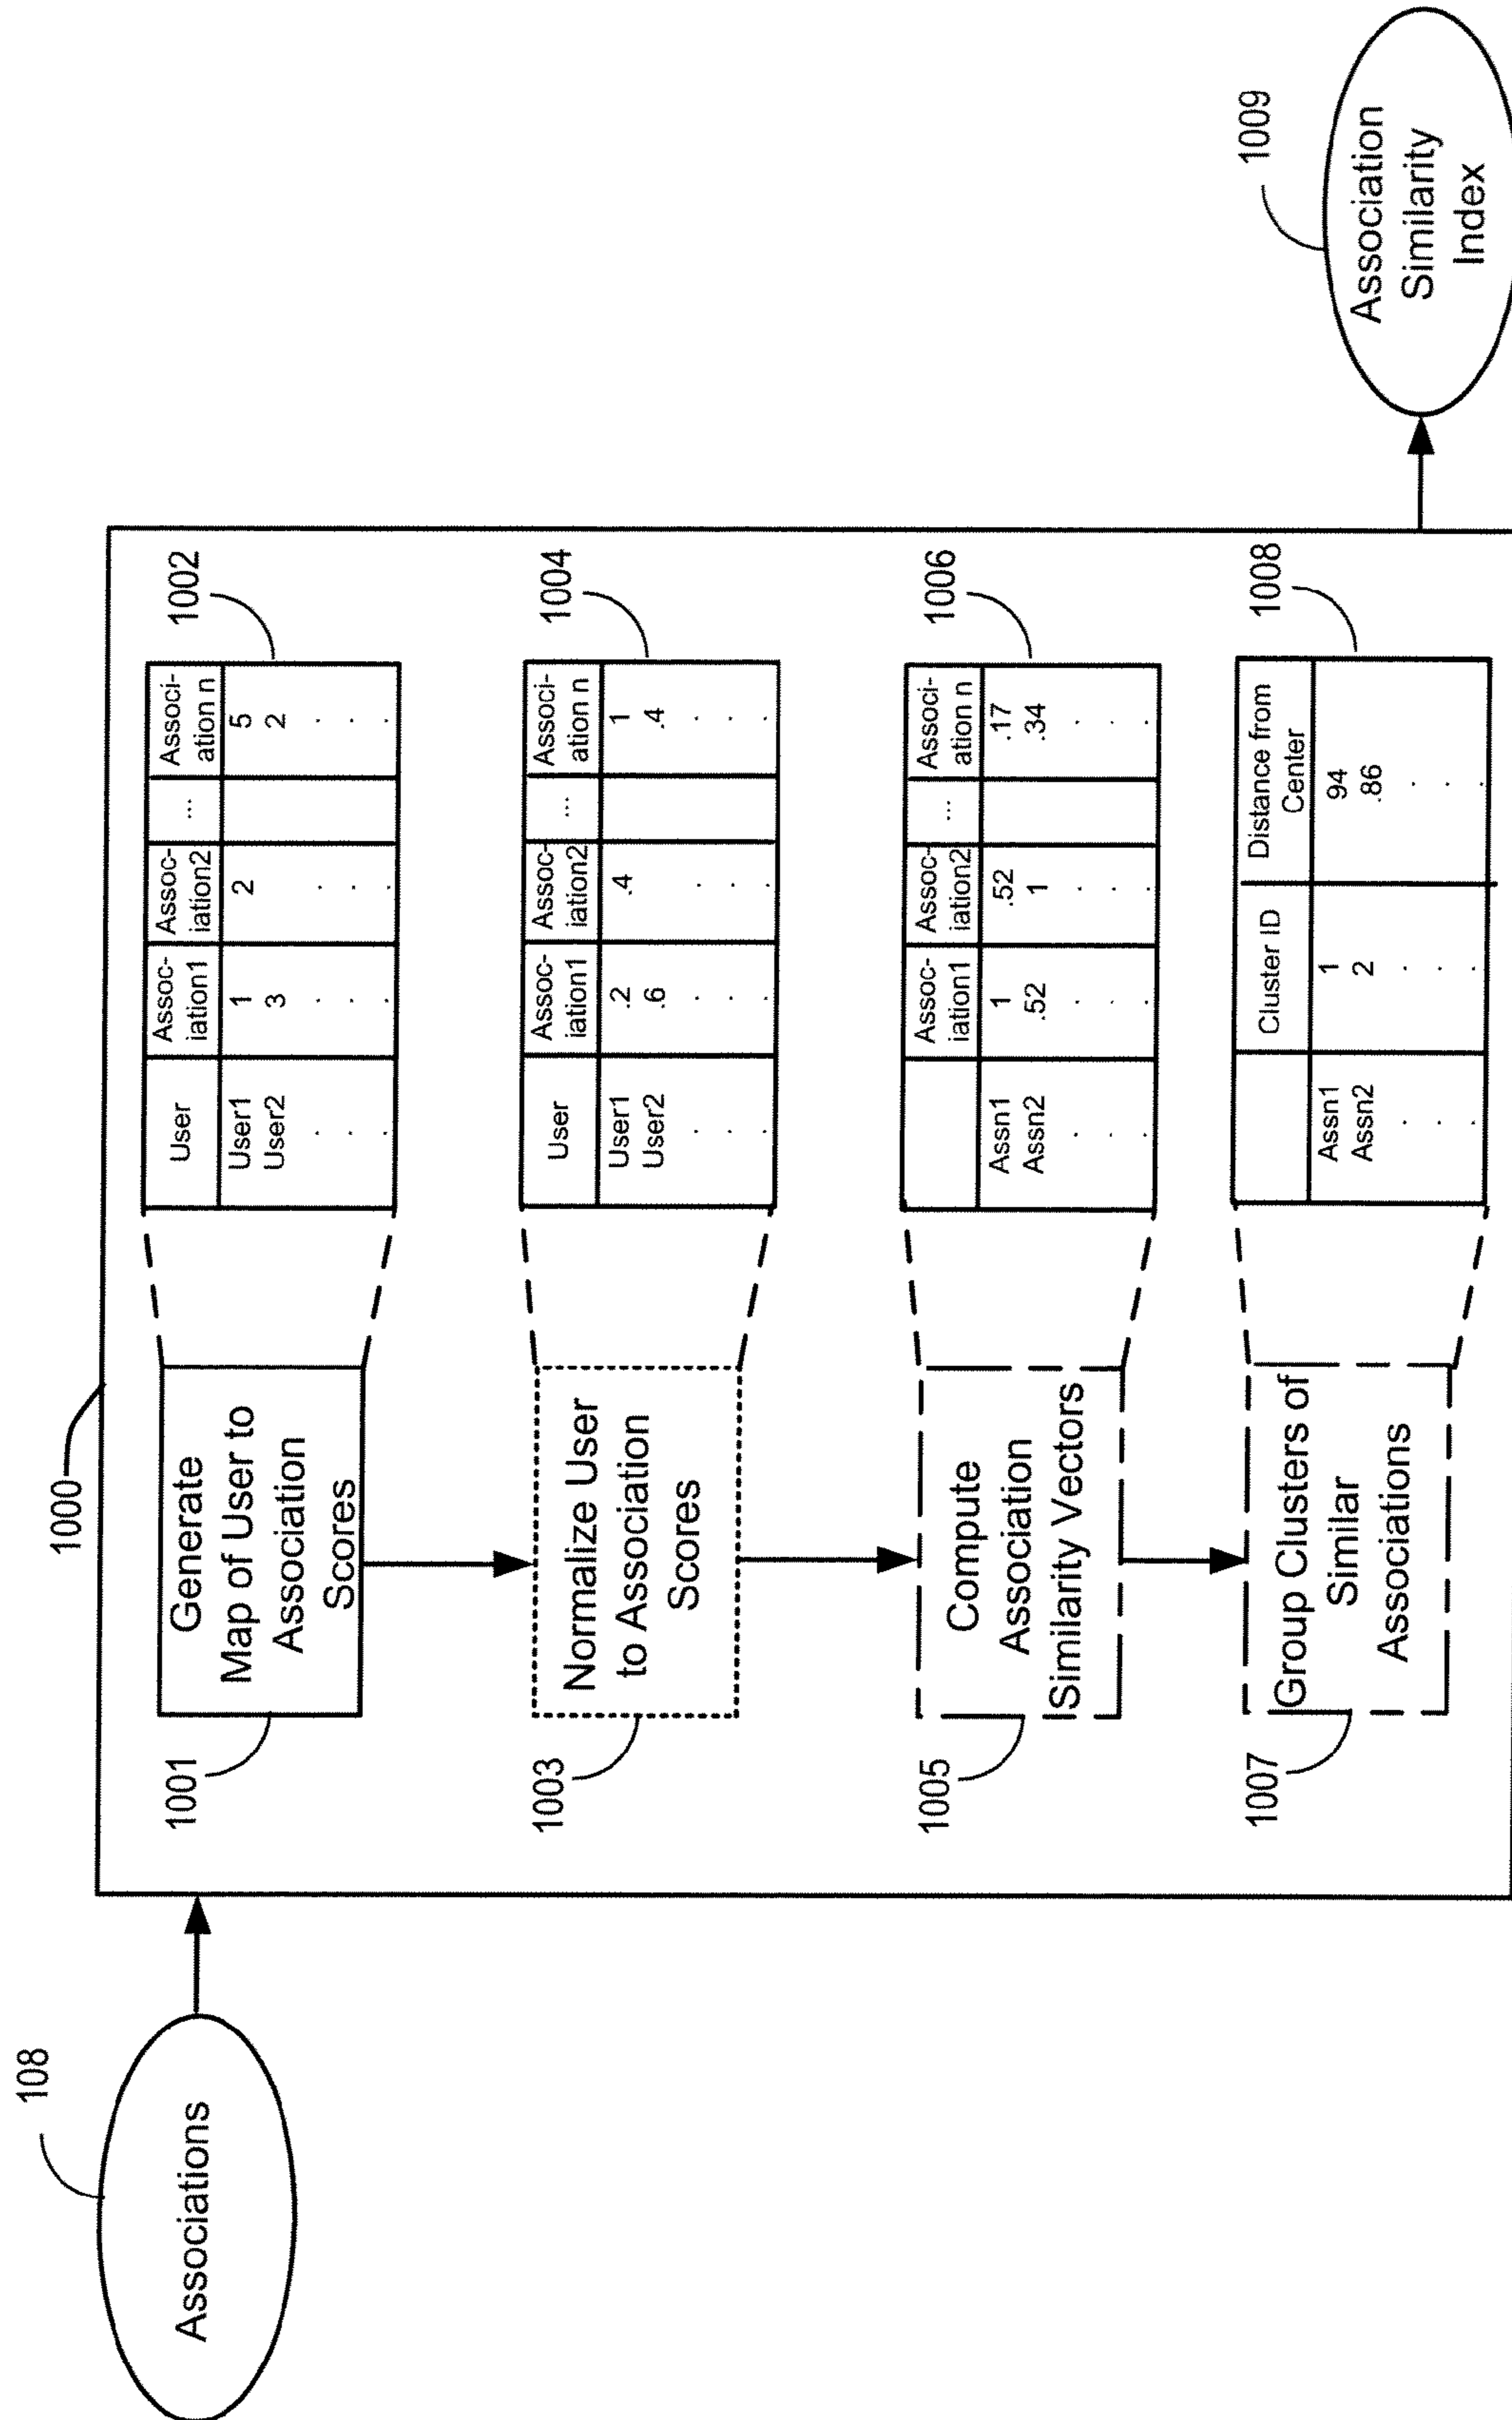 108
Associations
1000
1001
Generate
Map of User to
Association
Scores
1002
User
Assoc-
iation1
Assoc-
iation2
...
Associ-
ation n
User1 1 2 5
User2 3 2
. . . .
. . . .
. . . .
1003
Normalize User
to Association
Scores
1004
User
Assoc-
iation1
Assoc-
iation2
...
Associ-
ation n
User1 .2 .4 1
User2 .6 .4
. . . .
. . . .
. . . .
1005
Compute
Association
Similarity Vectors
1006
Assoc-
iation1
Assoc-
iation2
...
Associ-
ation n
Assn1 1 .52 .17
Assn2 .52 1 .34
. . . .
. . . .
. . . .
1007
Group Clusters of
Similar
Associations
1008
Cluster ID
Distance from
Center
Assn1 1 94
Assn2 2 .86
. . .
. . .
. . .
1009
Association
Similarity
Index